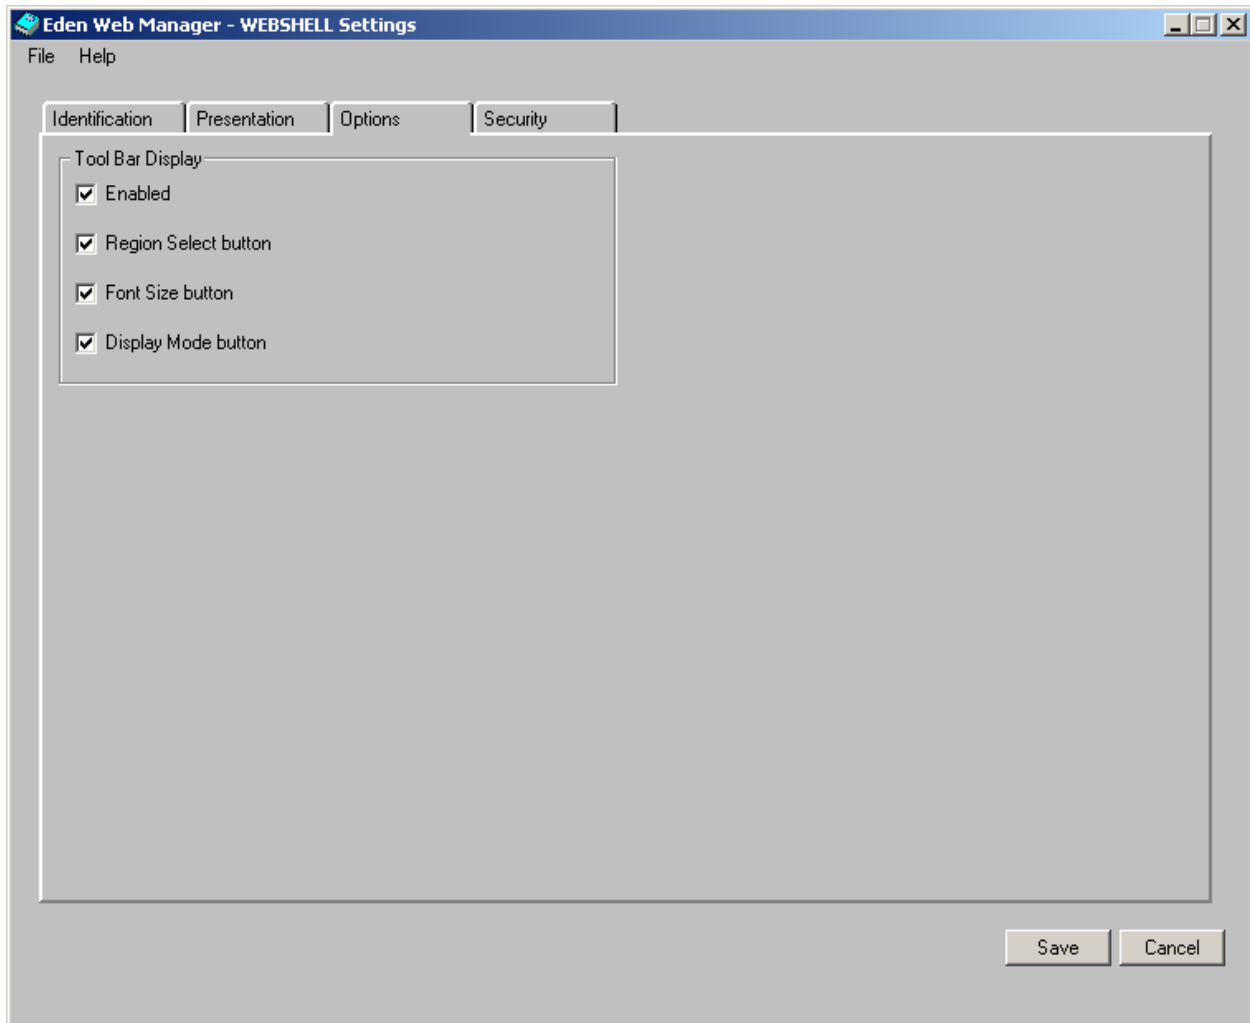 Eden Web Manager - WEBSHELL Settings
File Help
Identification Presentation Options Security
Tool Bar Display
Enabled
Region Select button
Font Size button
Display Mode button
Save Cancel